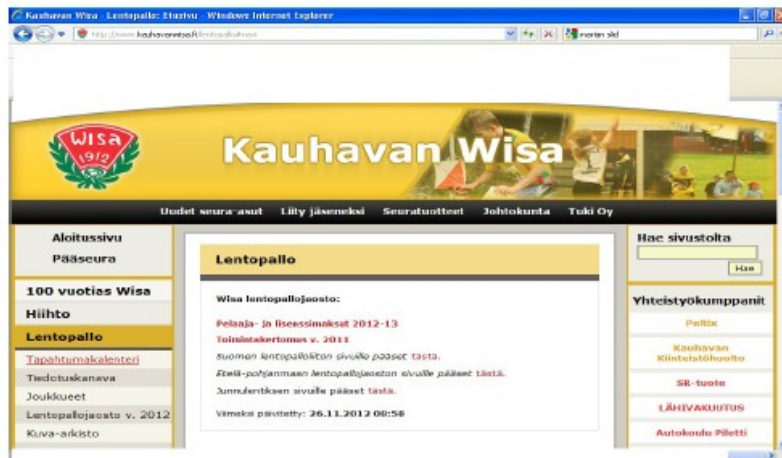 Kauhavan Wisa - Lentopallo: Etusivu - Windows Internet Explorer
WISA
1912
Kauhavan Wisa
Uudet seura-asut Liity jäseneksi Seuratuotteet Johtokunta Tuki Oy
Aloitussivu
Pääseura
100 vuotias Wisa
Hiihto
Lentopallo
Tapahtumakalenteri
Tiedotuskanava
Joukkueet
Lentopallojaosto v. 2012
Kuva-arkisto
Lentopallo
Wisa lentopallojaosto:
Pelaaja- ja lisenssimaksut 2012-13
Toimintakertomus v. 2011
Suomen lentopalloliiton sivuille pääset tästä.
Etelä-pohjanmaan lentopallojaoston sivuille pääset tästä.
Junnulentiksen sivuille pääset tästä.
Viimeksi päivitetty: 26.11.2012 08:58
Hae sivustolta
Hae
Yhteistyökumppanit
Peltix
Kauhavan
Kiinteistöhuolto
SR-tuote
LÄHIVAKUUTUS
Autokoulu Pilotti